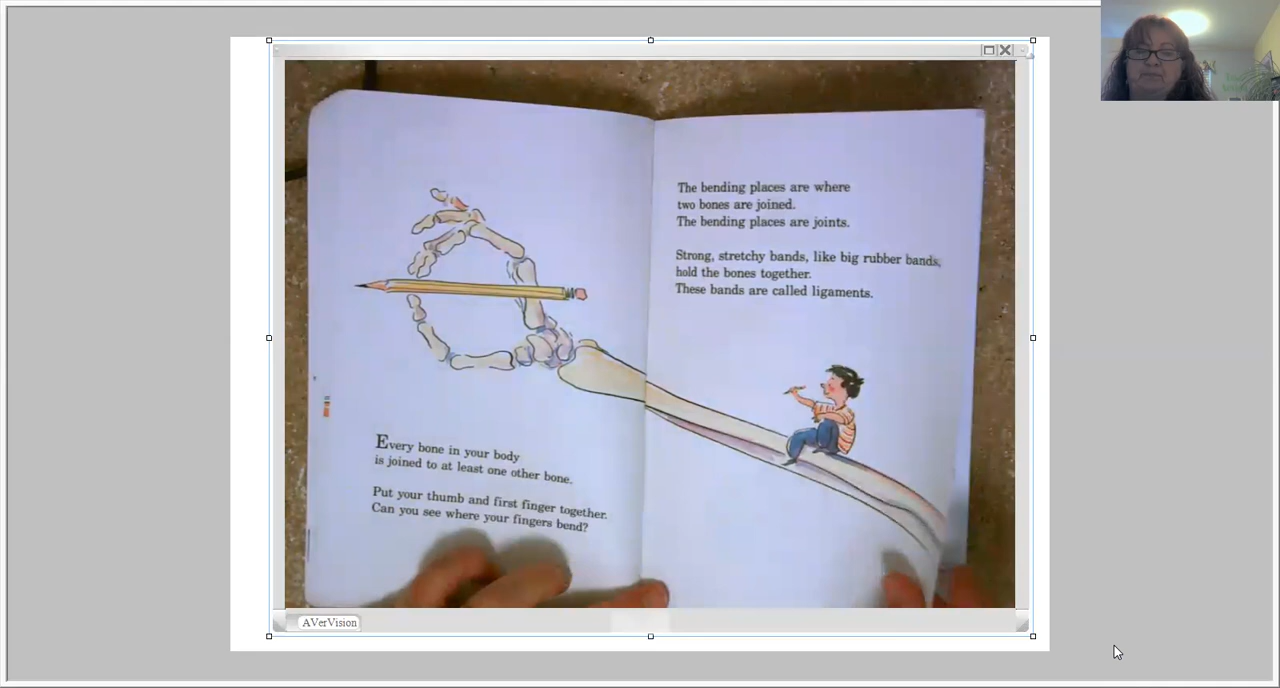 Every bone in your body
is joined to at least one other bone.
Put your thumb and first finger together.
Can you see where your fingers bend?
The bending places are where
two bones are joined.
The bending places are joints.
Strong, stretchy bands, like big rubber bands,
hold the bones together.
These bands are called ligaments.
AVerVision